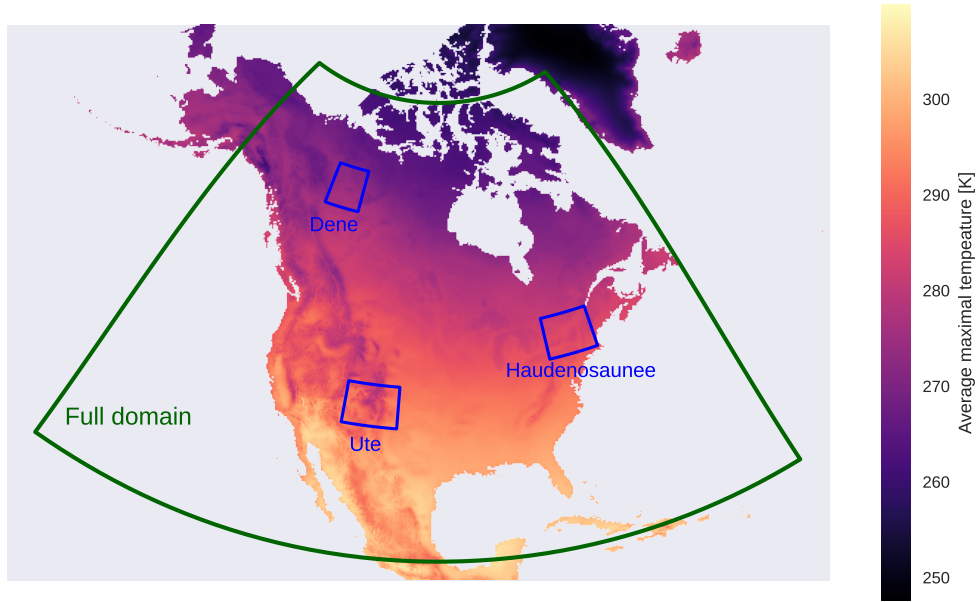 Dene
Haudenosaunee
Full domain
Ute
300
290
280
270
260
250
Average maximal tempeature [K]